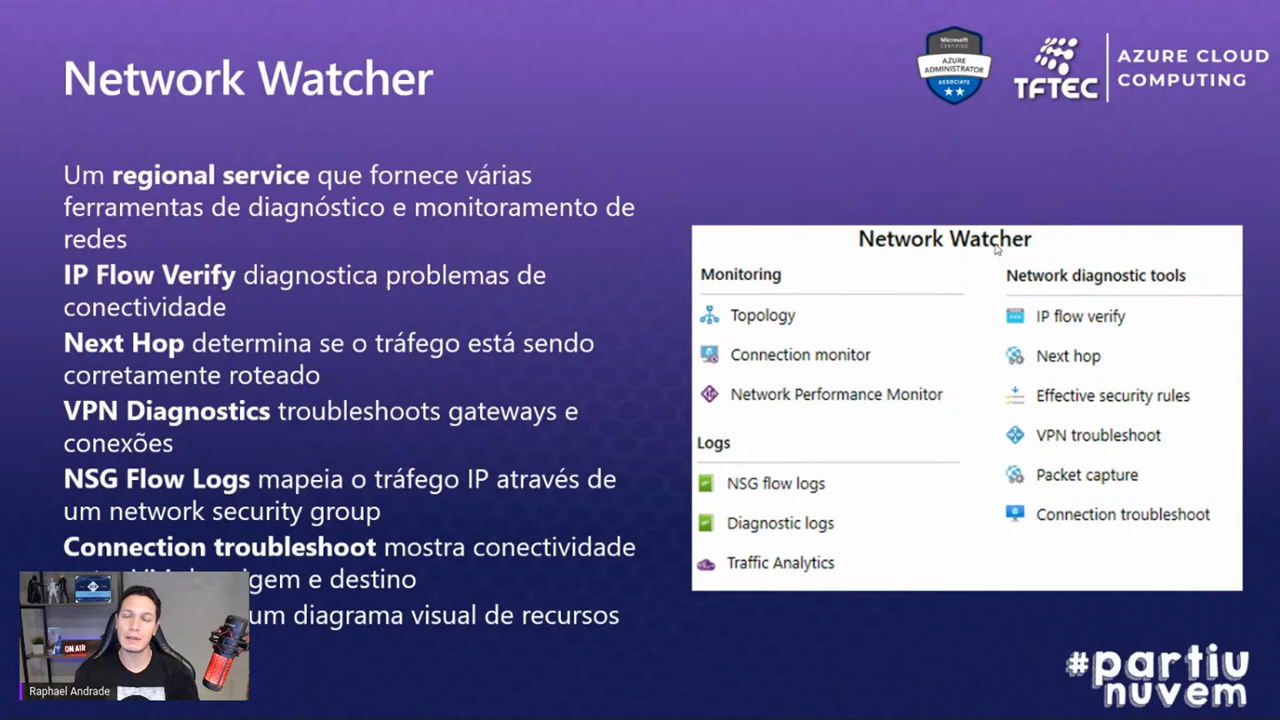 Network Watcher
Microsoft
CERTIFIED
AZURE
ADMINISTRATOR
ASSOCIATE
TFTEC
AZURE CLOUD
COMPUTING
Um regional service que fornece várias
ferramentas de diagnóstico e monitoramento de
redes
IP Flow Verify diagnostica problemas de
conectividade
Next Hop determina se o tráfego está sendo
corretamente roteado
VPN Diagnostics troubleshoots gateways e
conexões
NSG Flow Logs mapeia o tráfego IP através de
um network security group
Connection troubleshoot mostra conectividade
e destino
um diagrama visual de recursos
Network Watcher
Monitoring
Topology
Connection monitor
Network Performance Monitor
Logs
NSG flow logs
Diagnostic logs
Traffic Analytics
Network diagnostic tools
IP flow verify
Next hop
Effective security rules
VPN troubleshoot
Packet capture
Connection troubleshoot
ON AIR
Raphael Andrade
#partiu
nuvem